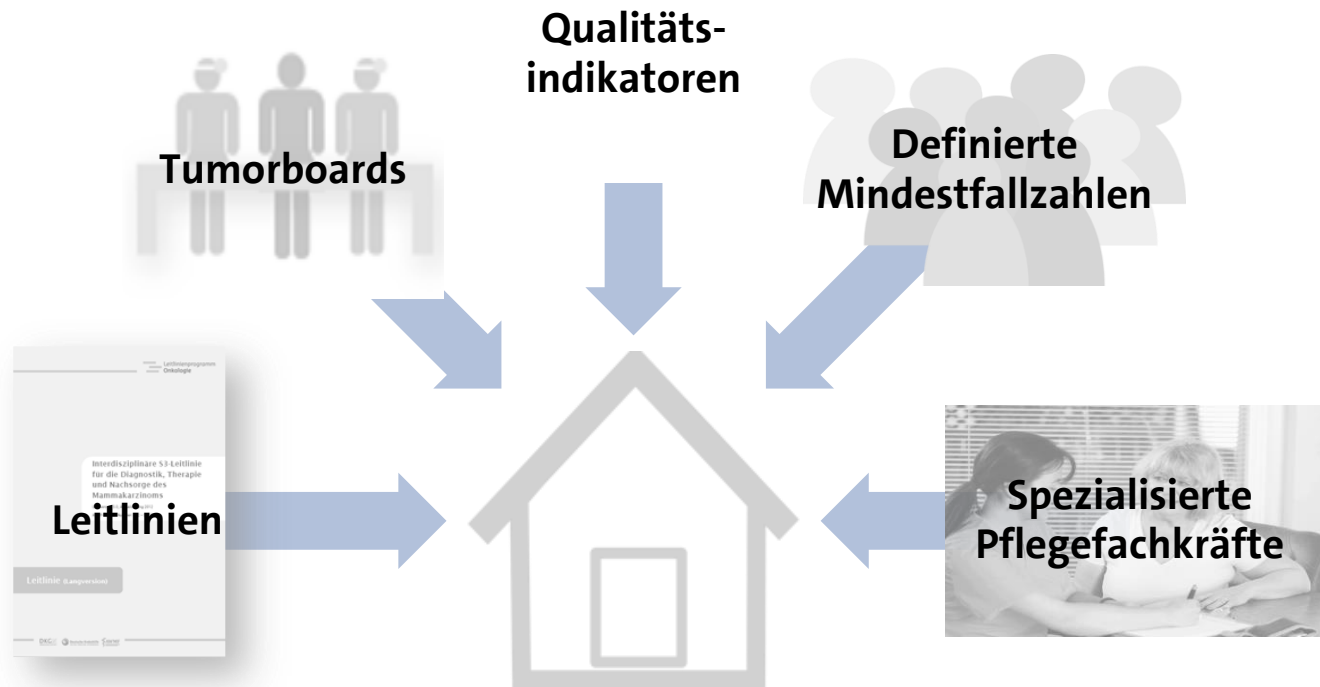 Qualitäts-
indikatoren
Tumorboards
Definierte
Mindestfallzahlen
Leitlinienprogramm
Onkologie
Interdisziplinäre S3-Leitlinie
für die Diagnostik, Therapie
und Nachsorge des
Mammakarzinoms
Leitlinien
Leitlinie (Langversion)
Spezialisierte
Pflegefachkräfte